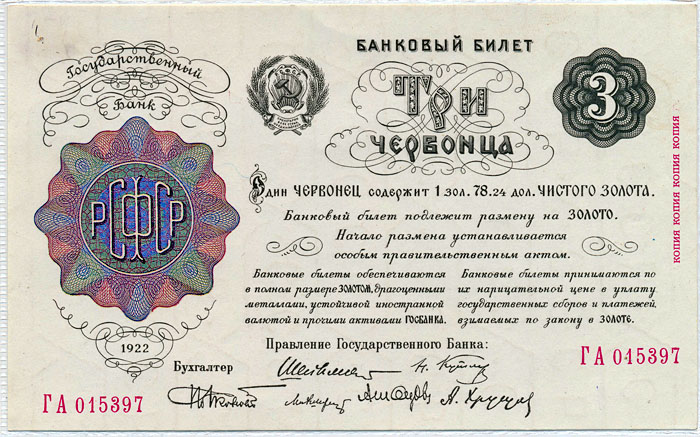 Государственный
Банк
РСФСР
1922
ГА 015397
БАНКОВЫЙ БИЛЕТ
ТРИ
ЧЕРВОНЦА
3
Один ЧЕРВОНЕЦ содержит 1 зол. 78.24 дол. ЧИСТОГО ЗОЛОТА.
Банковый билет подлежит размену на ЗОЛОТО.
Начало размена устанавливается
особым правительственным актом.
Банковые билеты обеспечиваются
в полном размере ЗОЛОТОМ, драгоценными
металлами, устойчивой иностранной
валютой и прочими активами ГОСБАНКА.
Банковые билеты принимаются по
их нарицательной цене в уплату
государственных сборов и платежей,
взимаемых по закону в ЗОЛОТЕ.
Правление Государственного Банка:
Бухгалтер
ГА 015397
КОПИЯ КОПИЯ КОПИЯ КОПИЯ